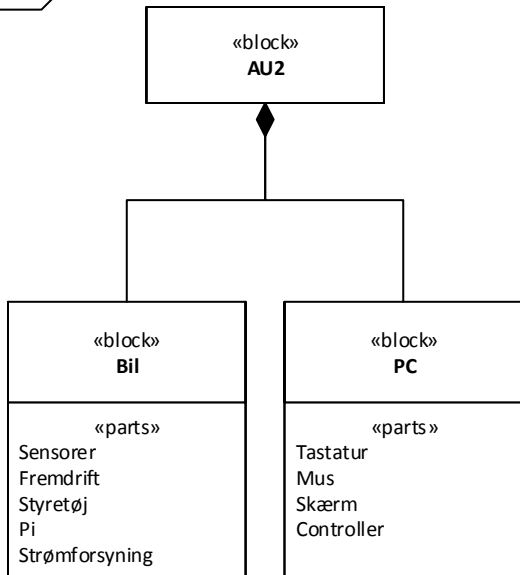 «block»
AU2
«block»
Bil
«parts»
Sensorer
Fremdrift
Styretøj
Pi
Strømforsyning
«block»
PC
«parts»
Tastatur
Mus
Skærm
Controller